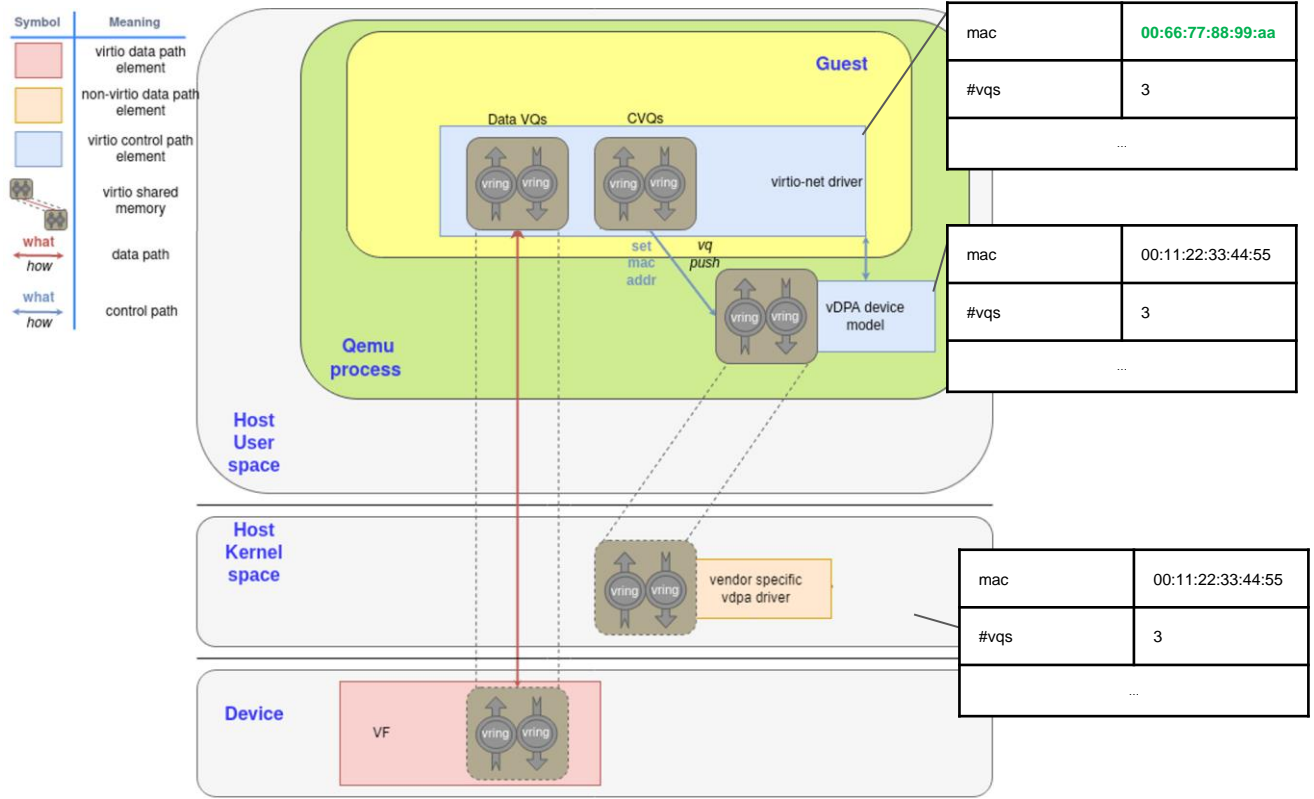 Symbol Meaning
virtio data path
element
non-virtio data path
element
virtio control path
element
virtio shared
memory
what
how
data path
what
how
control path
Guest
Data VQs CVQs
vring vring vring vring
virtio-net driver
set
mac
addr
vq
push
vring vring
vDPA device
model
Qemu
process
Host
User
space
Host
Kernel
space
vring vring
vendor specific
vdpa driver
Device
VF
vring vring
mac 00:66:77:88:99:aa
#vqs 3
...
mac 00:11:22:33:44:55
#vqs 3
...
mac 00:11:22:33:44:55
#vqs 3
...